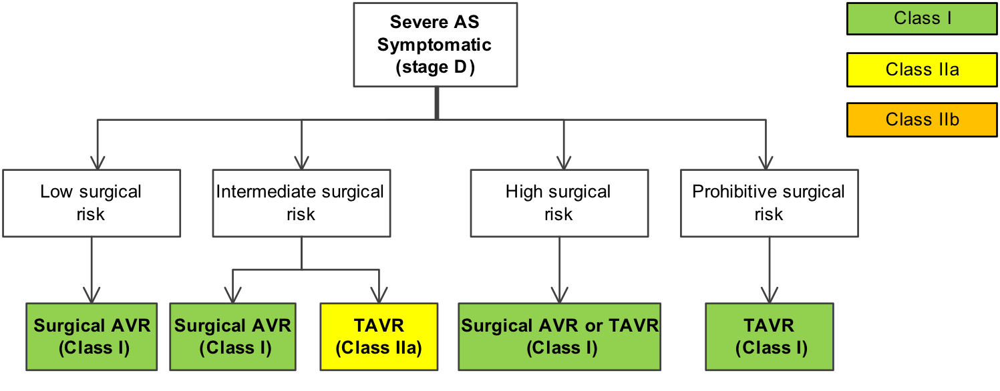 Severe AS
Symptomatic
(stage D)
Class I
Class IIa
Class IIb
Low surgical
risk
Intermediate surgical
risk
High surgical
risk
Prohibitive surgical
risk
Surgical AVR
(Class I)
Surgical AVR
(Class I)
TAVR
(Class IIa)
Surgical AVR or TAVR
(Class I)
TAVR
(Class I)